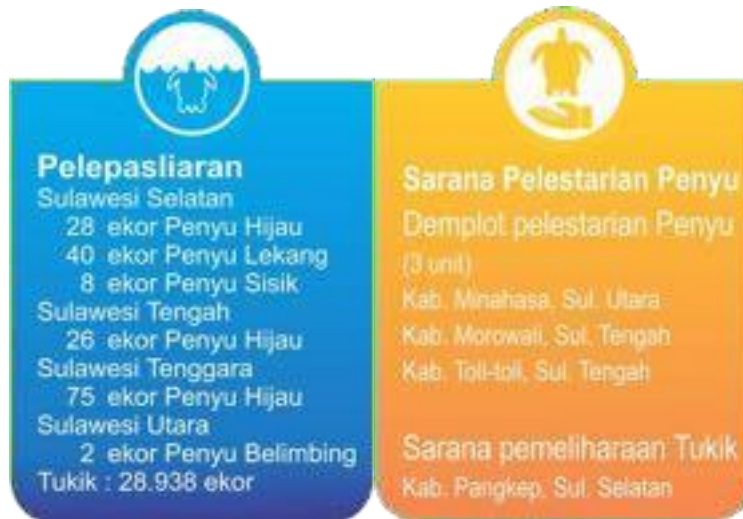 Pelepasliaran
Sulawesi Selatan
28 ekor Penyu Hijau
40 ekor Penyu Lekang
8 ekor Penyu Sisik
Sulawesi Tengah
26 ekor Penyu Hijau
Sulawesi Tenggara
75 ekor Penyu Hijau
Sulawesi Utara
2 ekor Penyu Belimbing
Tukik : 28.938 ekor
Sarana Pelestarian Penyu
Demplot pelestarian Penyu
(3 unit)
Kab. Minahasa, Sul. Utara
Kab. Morowali, Sul. Tengah
Kab. Toli-toli, Sul. Tengah
Sarana pemeliharaan Tukik
Kab. Pangkep, Sul. Selatan